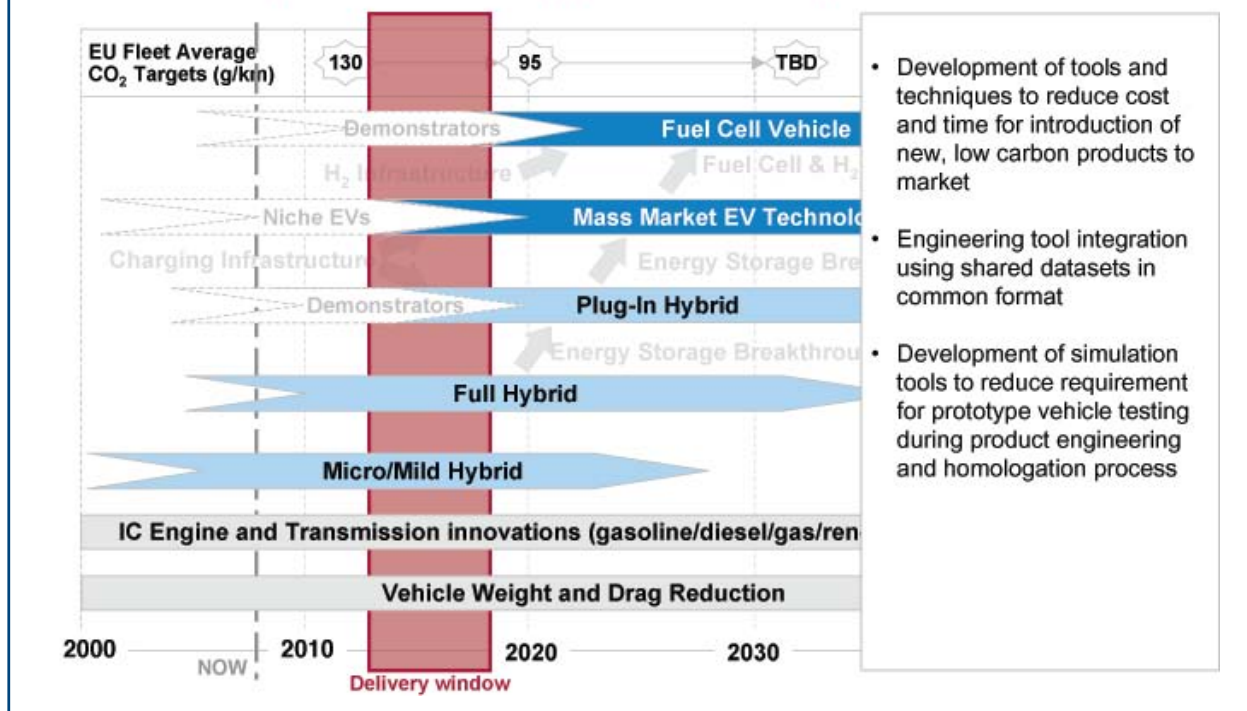 EU Fleet Average
CO₂ Targets (g/km)
130
95
TBD
Demonstrators
Fuel Cell Vehicle
H₂ Infrastructure
Fuel Cell & H₂
Niche EVs
Mass Market EV Technolo
Charging Infrastructure
Energy Storage Bre
Demonstrators
Plug-In Hybrid
Energy Storage Breakthrou
Full Hybrid
Micro/Mild Hybrid
IC Engine and Transmission innovations (gasoline/diesel/gas/ren
Vehicle Weight and Drag Reduction
2000
NOW
2010
2020
2030
Delivery window
• Development of tools and
techniques to reduce cost
and time for introduction of
new, low carbon products to
market
• Engineering tool integration
using shared datasets in
common format
• Development of simulation
tools to reduce requirement
for prototype vehicle testing
during product engineering
and homologation process